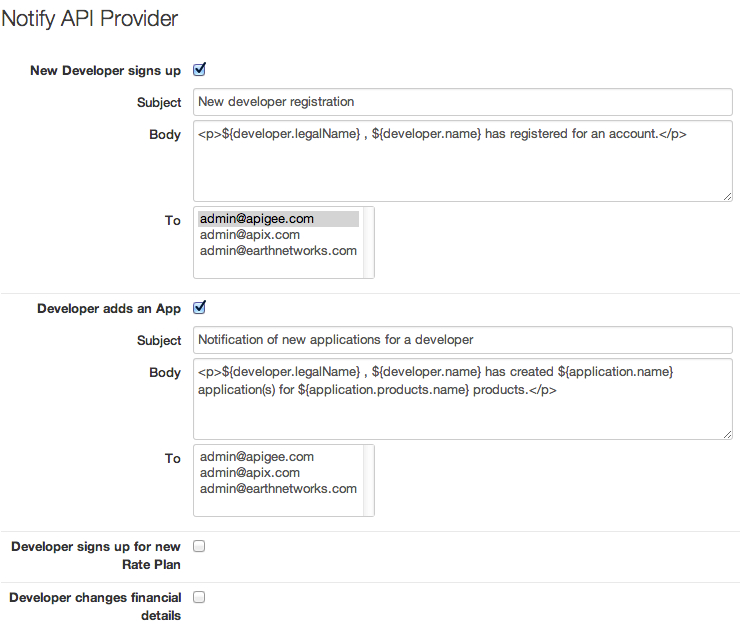 Notify API Provider
New Developer signs up
Subject
New developer registration
Body
<p>${developer.legalName} , ${developer.name} has registered for an account.</p>
To
admin@apigee.com
admin@apix.com
admin@earthnetworks.com
Developer adds an App
Subject
Notification of new applications for a developer
Body
<p>${developer.legalName} , ${developer.name} has created ${application.name}
application(s) for ${application.products.name} products.</p>
To
admin@apigee.com
admin@apix.com
admin@earthnetworks.com
Developer signs up for new
Rate Plan
Developer changes financial
details